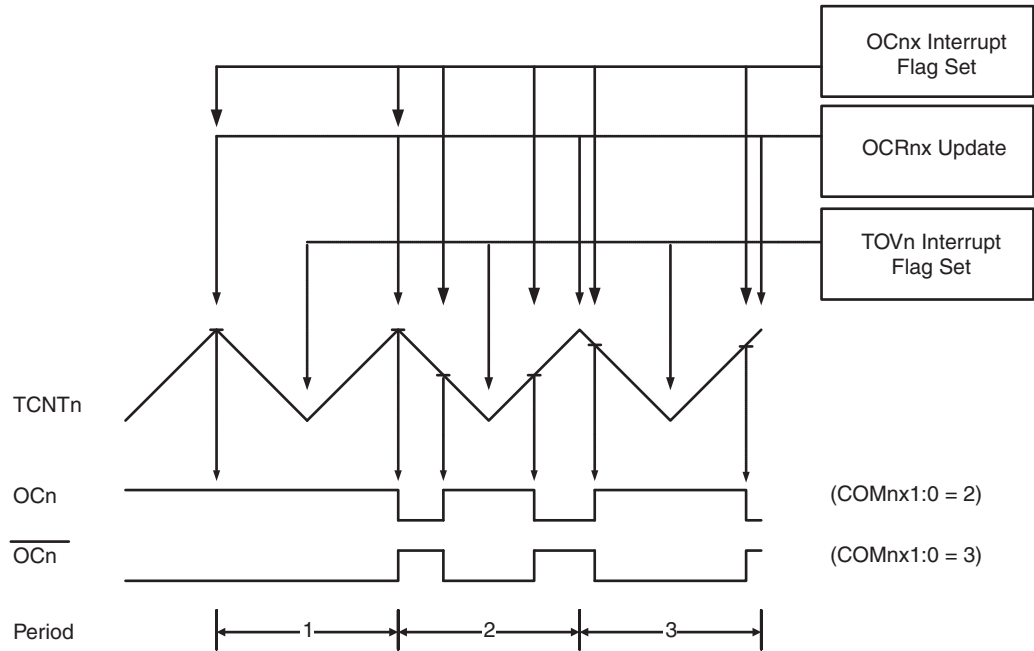 OCnx Interrupt
Flag Set
OCRnx Update
TOVn Interrupt
Flag Set
TCNTn
OCn
(COMnx1:0 = 2)
OCn
(COMnx1:0 = 3)
Period
1
2
3